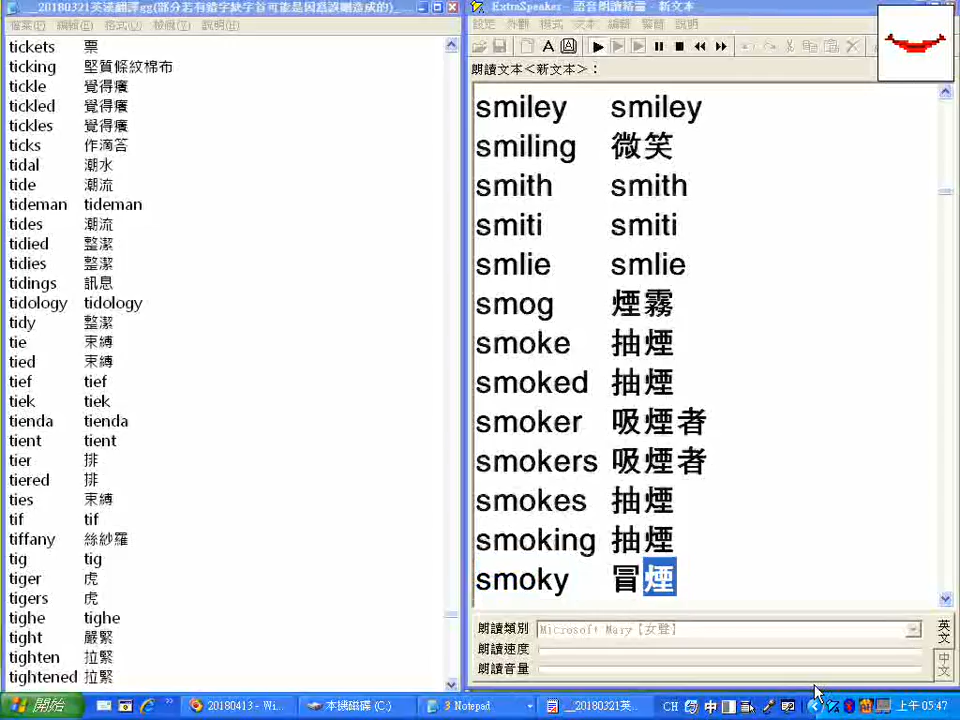 __20180321英漢翻譯gg(部分若有錯字缺字首可能是因為誤翻造成的)_
檔案(F) 編輯(E) 格式(O) 檢視(V) 說明(H)
tickets 票
ticking 堅質條紋棉布
tickle 覺得癢
tickled 覺得癢
tickles 覺得癢
ticks 作滴答
tidal 潮水
tide 潮流
tideman tideman
tides 潮流
tidied 整潔
tidies 整潔
tidings 訊息
tidology tidology
tidy 整潔
tie 束縛
tied 束縛
tief tief
tiek tiek
tienda tienda
tient tient
tier 排
tiered 排
ties 束縛
tif tif
tiffany 絲紗羅
tig tig
tiger 虎
tigers 虎
tighe tighe
tight 嚴緊
tighten 拉緊
tightened 拉緊
ExtraSpeaker - 語音朗讀精靈 - 新文本
設定 外觀 程式 文本 編輯 聲音 說明
朗讀文本<新文本>：
smiley smiley
smiling 微笑
smith smith
smiti smiti
smlie smlie
smog 煙霧
smoke 抽煙
smoked 抽煙
smoker 吸煙者
smokers 吸煙者
smokes 抽煙
smoking 抽煙
smoky 冒煙
朗讀類別 Microsoft Mary【女聲】
朗讀速度
朗讀音量
英文
中文
開始
20180413 - Wi...
本機磁碟 (C:)
3 Notepad
__20180321英...
CH 中
上午 05:47